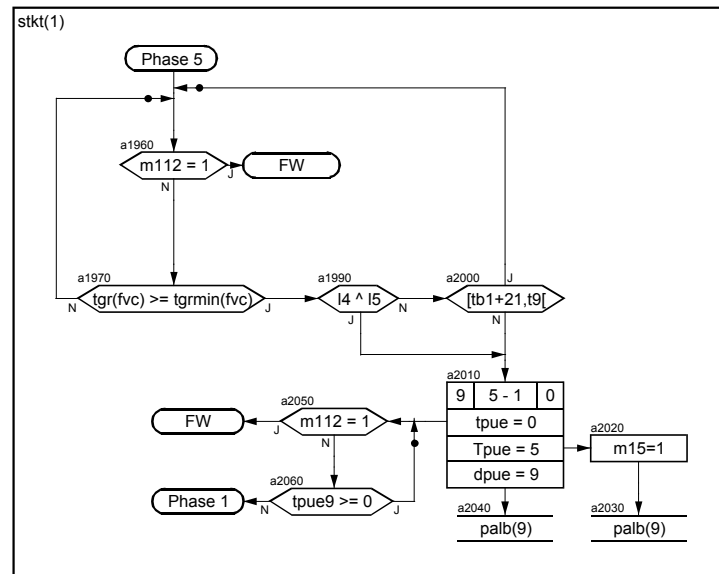 stkt(1)
Phase 5
a1960
m112 = 1
J
FW
N
a1970
tgr(fvc) >= tgrmin(fvc)
N
J
a1990
l4 ^ l5
N
J
a2000
J
[tb1+21,t9[
N
a2010
9 5 - 1 0
tpue = 0
Tpue = 5
dpue = 9
a2020
m15=1
a2050
FW
J
m112 = 1
N
a2060
Phase 1
N
tpue9 >= 0
J
a2040
palb(9)
a2030
palb(9)